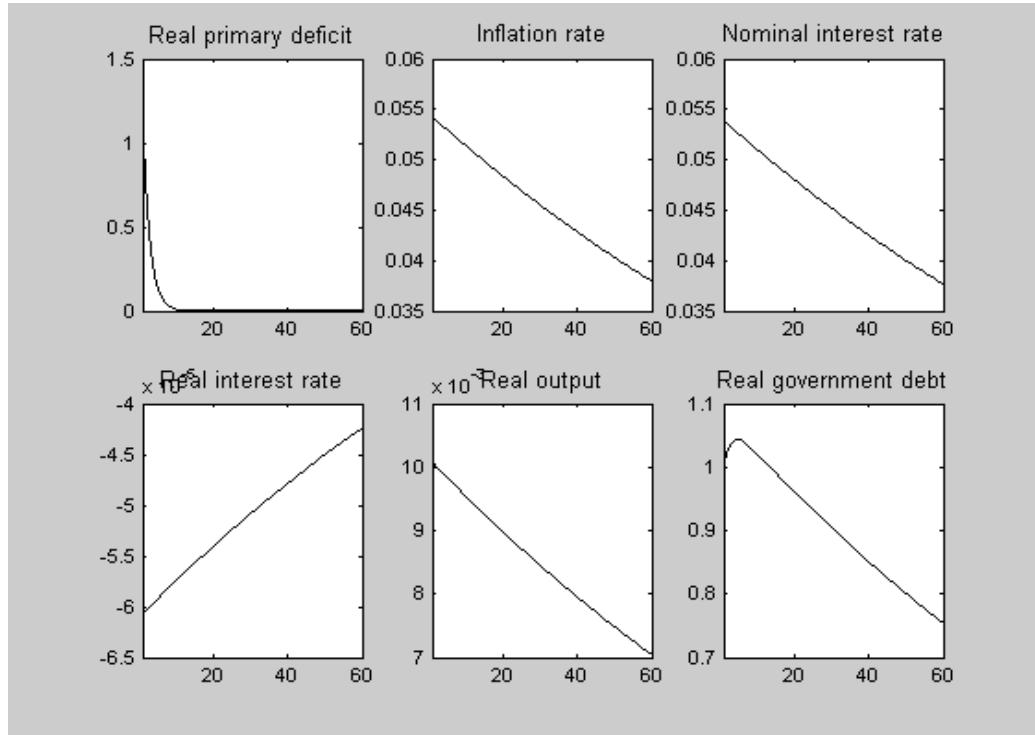 Real primary deficit
Inflation rate
Nominal interest rate
1.5
1
0.5
0
20 40 60
0.06
0.055
0.05
0.045
0.04
0.035
20 40 60
0.06
0.055
0.05
0.045
0.04
0.035
20 40 60
x 10^-5
Real interest rate
x 10^-3
Real output
Real government debt
-4
-4.5
-5
-5.5
-6
-6.5
20 40 60
11
10
9
8
7
20 40 60
1.1
1
0.9
0.8
0.7
20 40 60